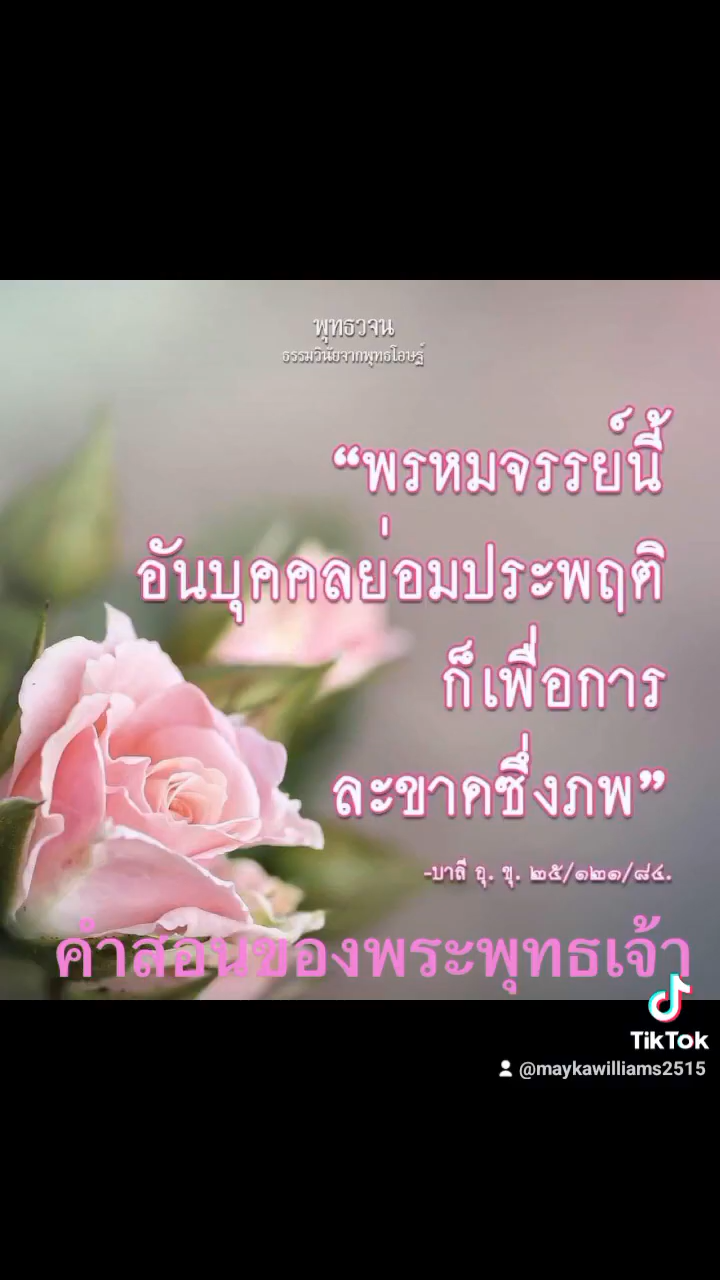 พุทธวจน
ธรรมวินัยจากพุทธโอษฐ์
“พรหมจรรย์นี้
อันบุคคลย่อมประพฤติ
ก็เพื่อการ
ละขาดซึ่งภพ”
-บาลี อุ. ขุ. ๒๕/๑๒๑/๘๔.
คำสอนของพระพุทธเจ้า
TikTok
@maykawilliams2515